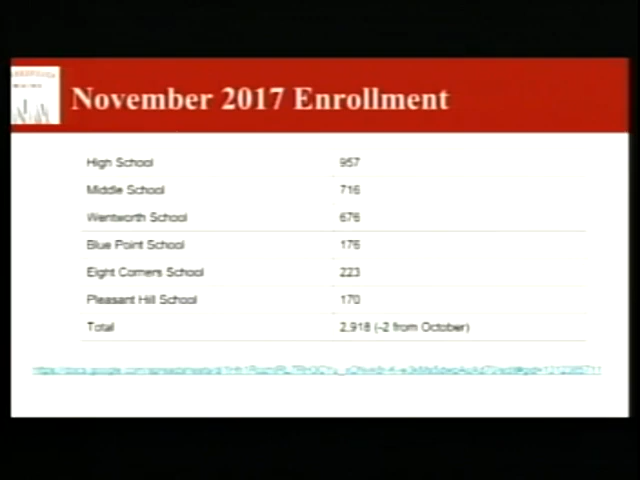 November 2017 Enrollment
High School 957
Middle School 716
Wentworth School 676
Blue Point School 176
Eight Corners School 223
Pleasant Hill School 170
Total 2,918 (-2 from October)